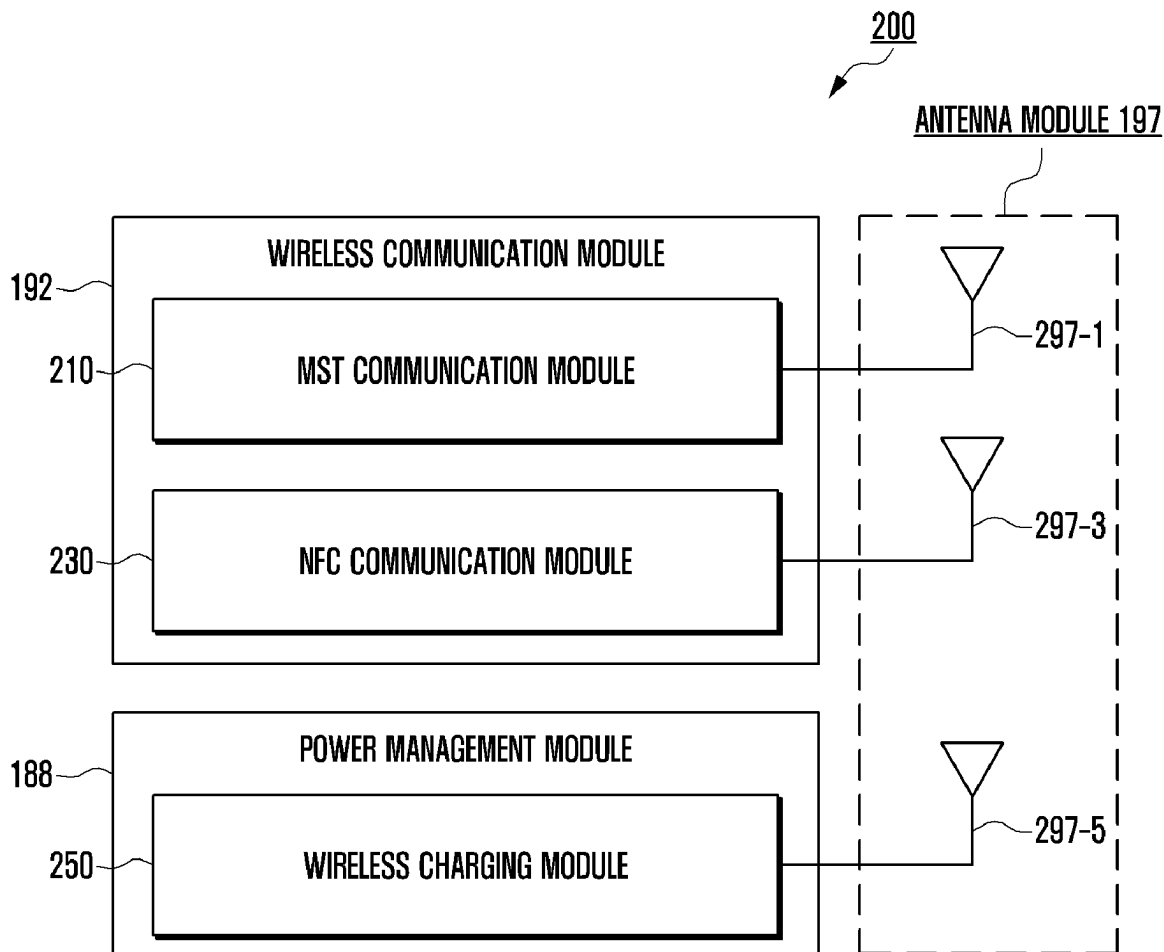 200
ANTENNA MODULE 197
WIRELESS COMMUNICATION MODULE
192
210
MST COMMUNICATION MODULE
297-1
230
NFC COMMUNICATION MODULE
297-3
POWER MANAGEMENT MODULE
188
250
WIRELESS CHARGING MODULE
297-5